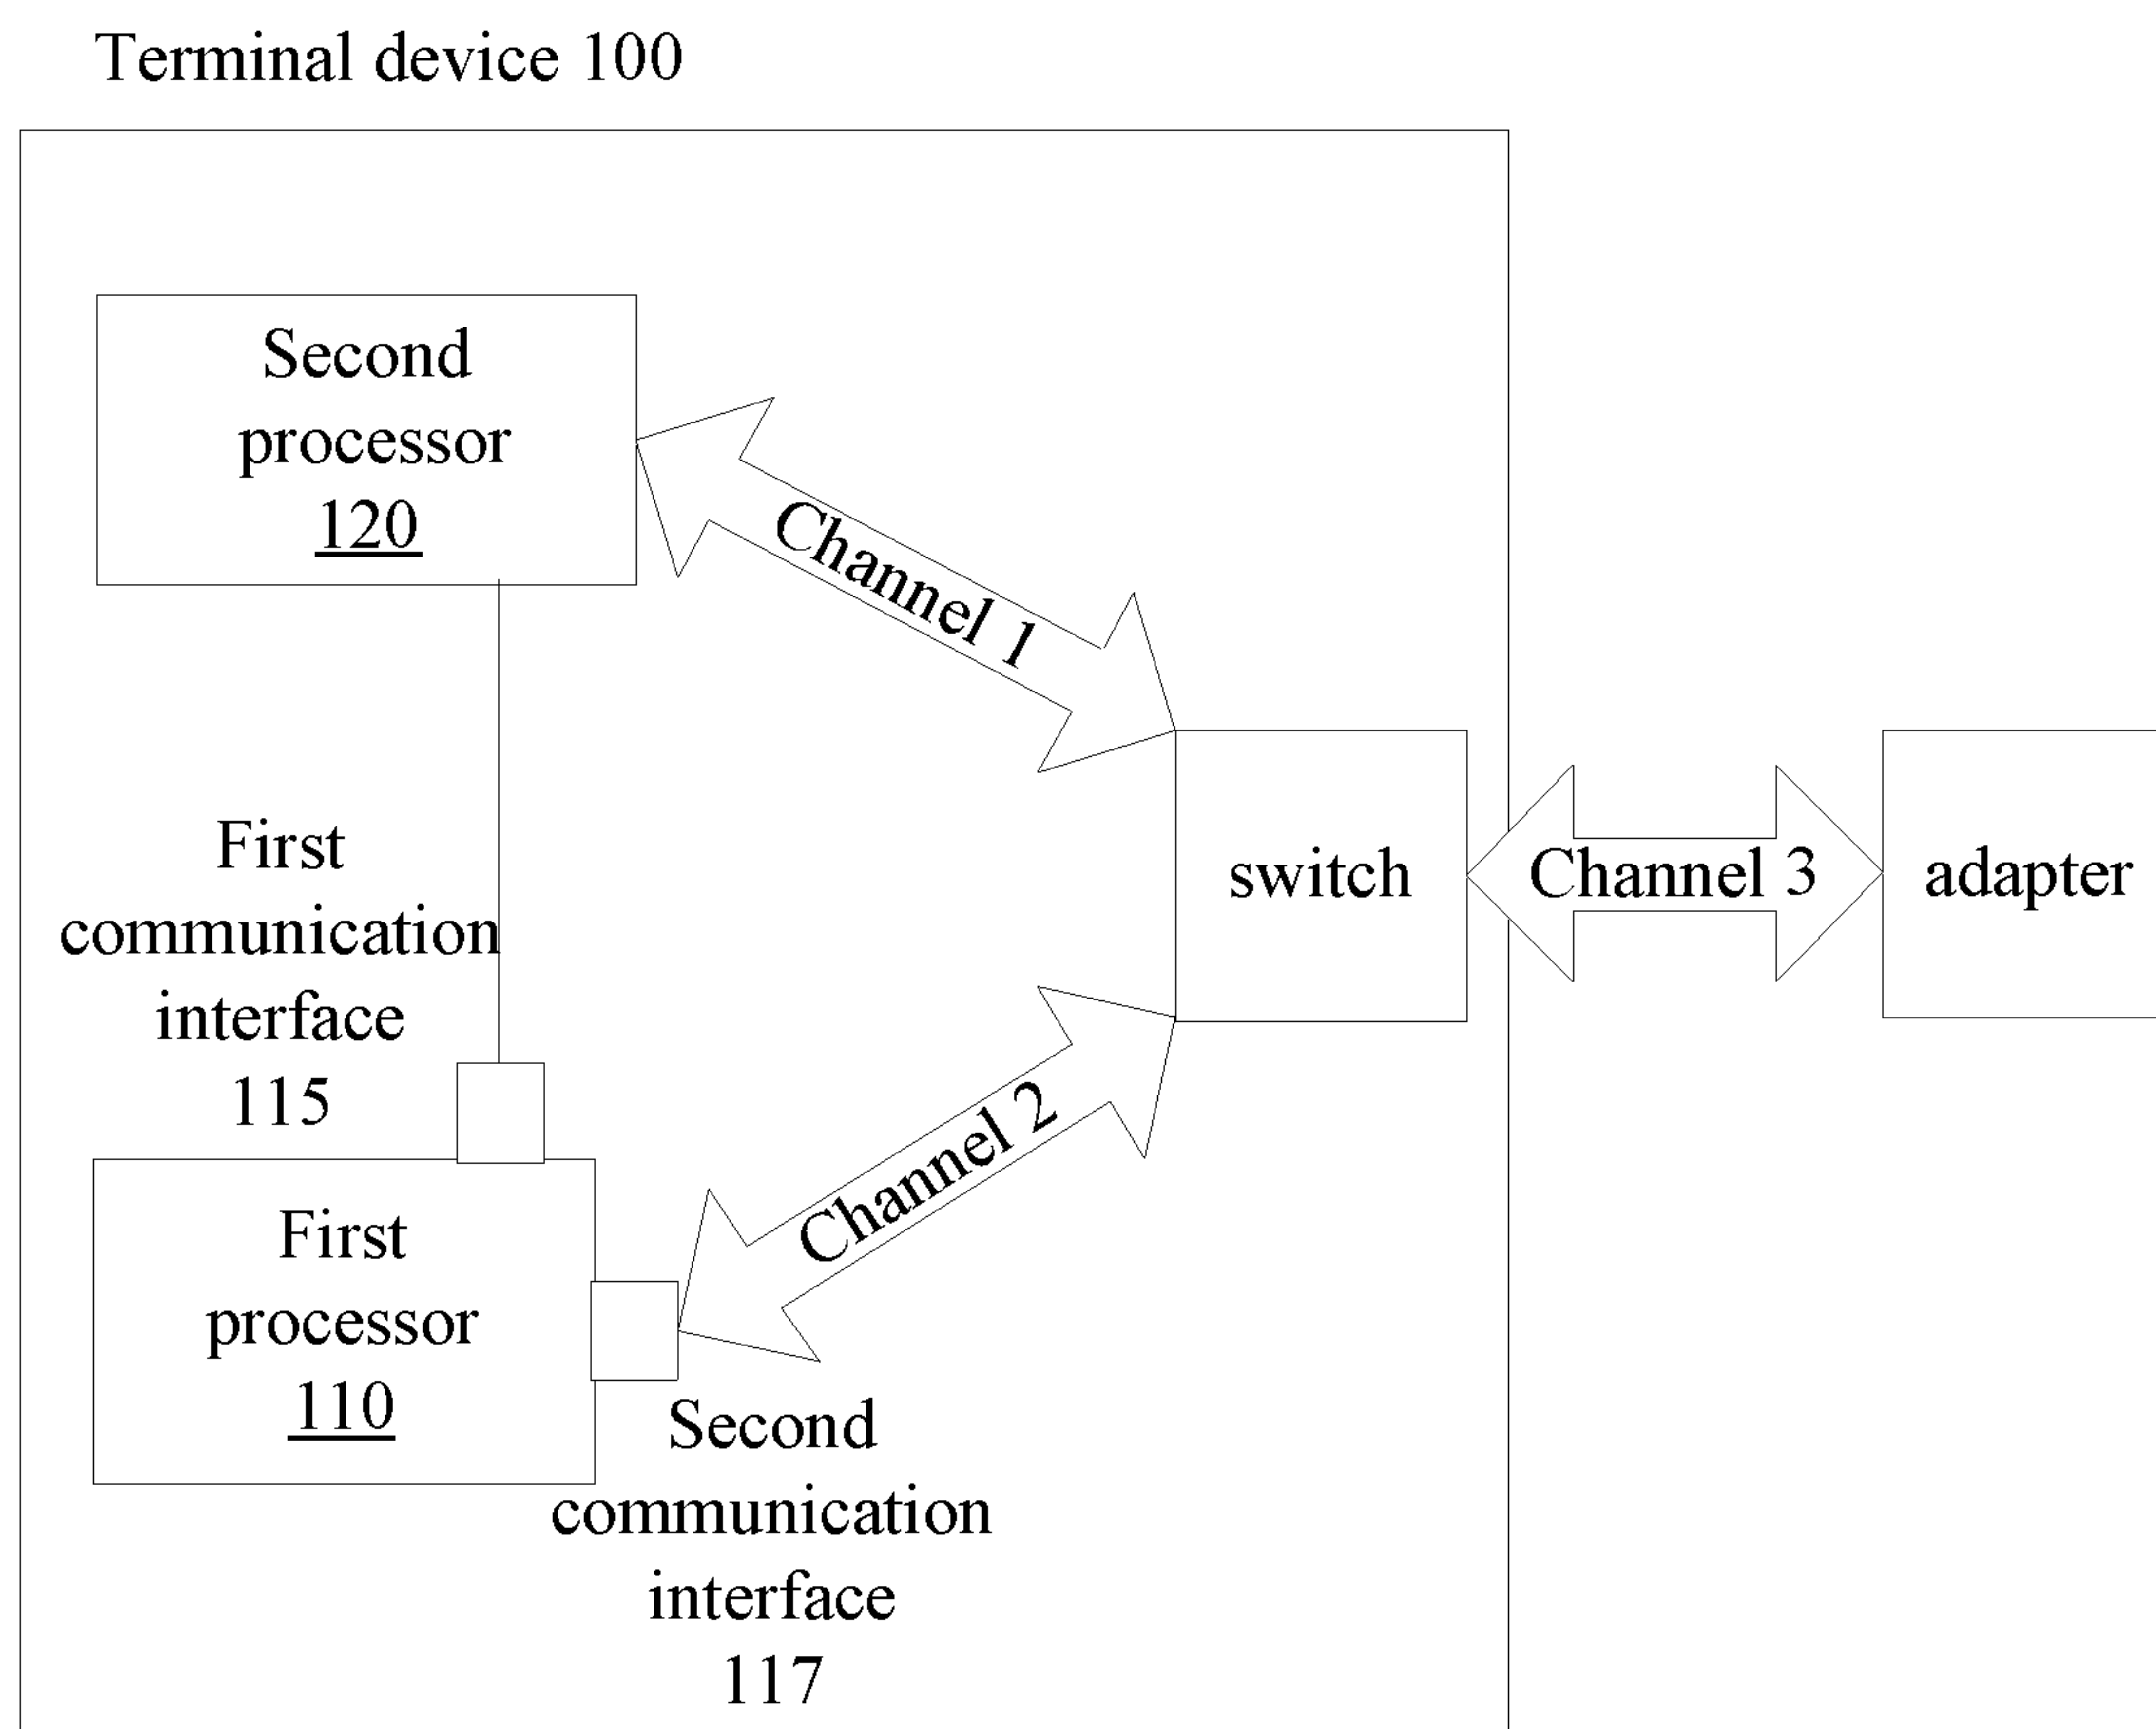 Terminal device 100
Second
processor
120
Channel 1
First
communication
interface
115
switch
Channel 3
adapter
Channel 2
First
processor
110
Second
communication
interface
117